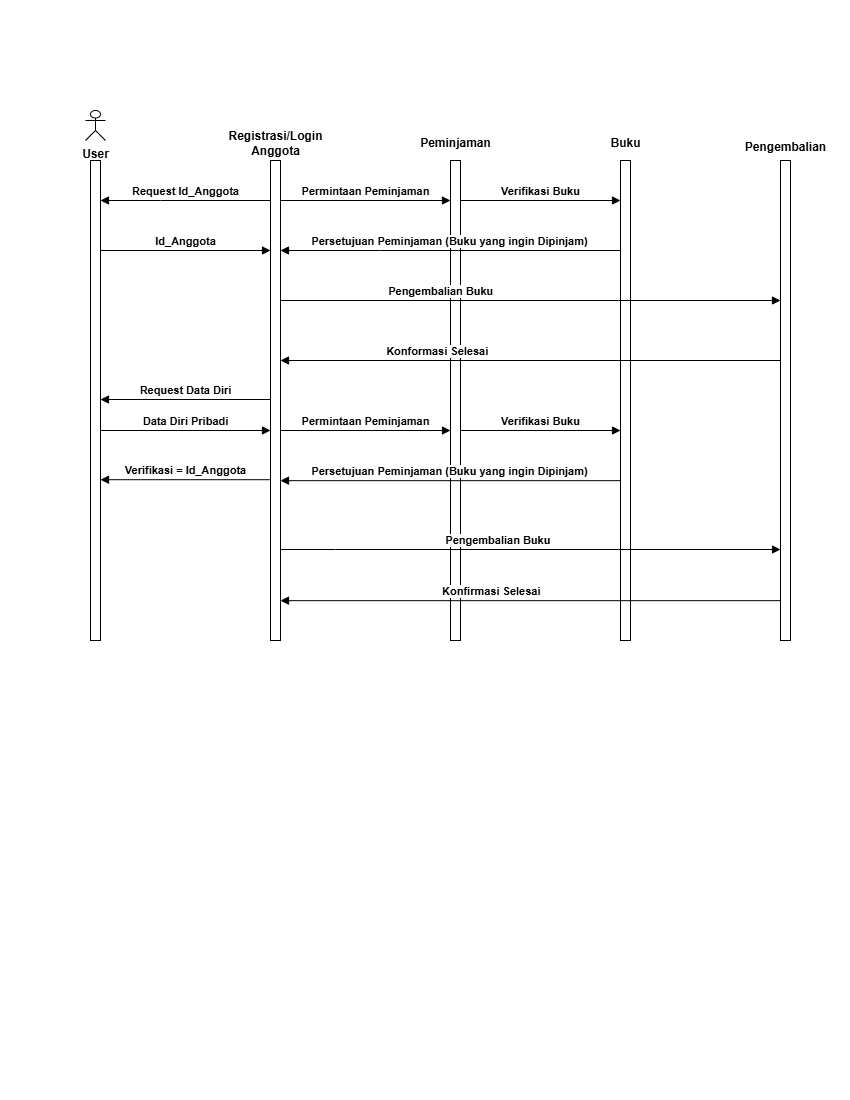 User
Registrasi/Login
Anggota
Peminjaman
Buku
Pengembalian
Request Id_Anggota
Permintaan Peminjaman
Verifikasi Buku
Id_Anggota
Persetujuan Peminjaman (Buku yang ingin Dipinjam)
Pengembalian Buku
Konformasi Selesai
Request Data Diri
Data Diri Pribadi
Permintaan Peminjaman
Verifikasi Buku
Verifikasi = Id_Anggota
Persetujuan Peminjaman (Buku yang ingin Dipinjam)
Pengembalian Buku
Konfirmasi Selesai